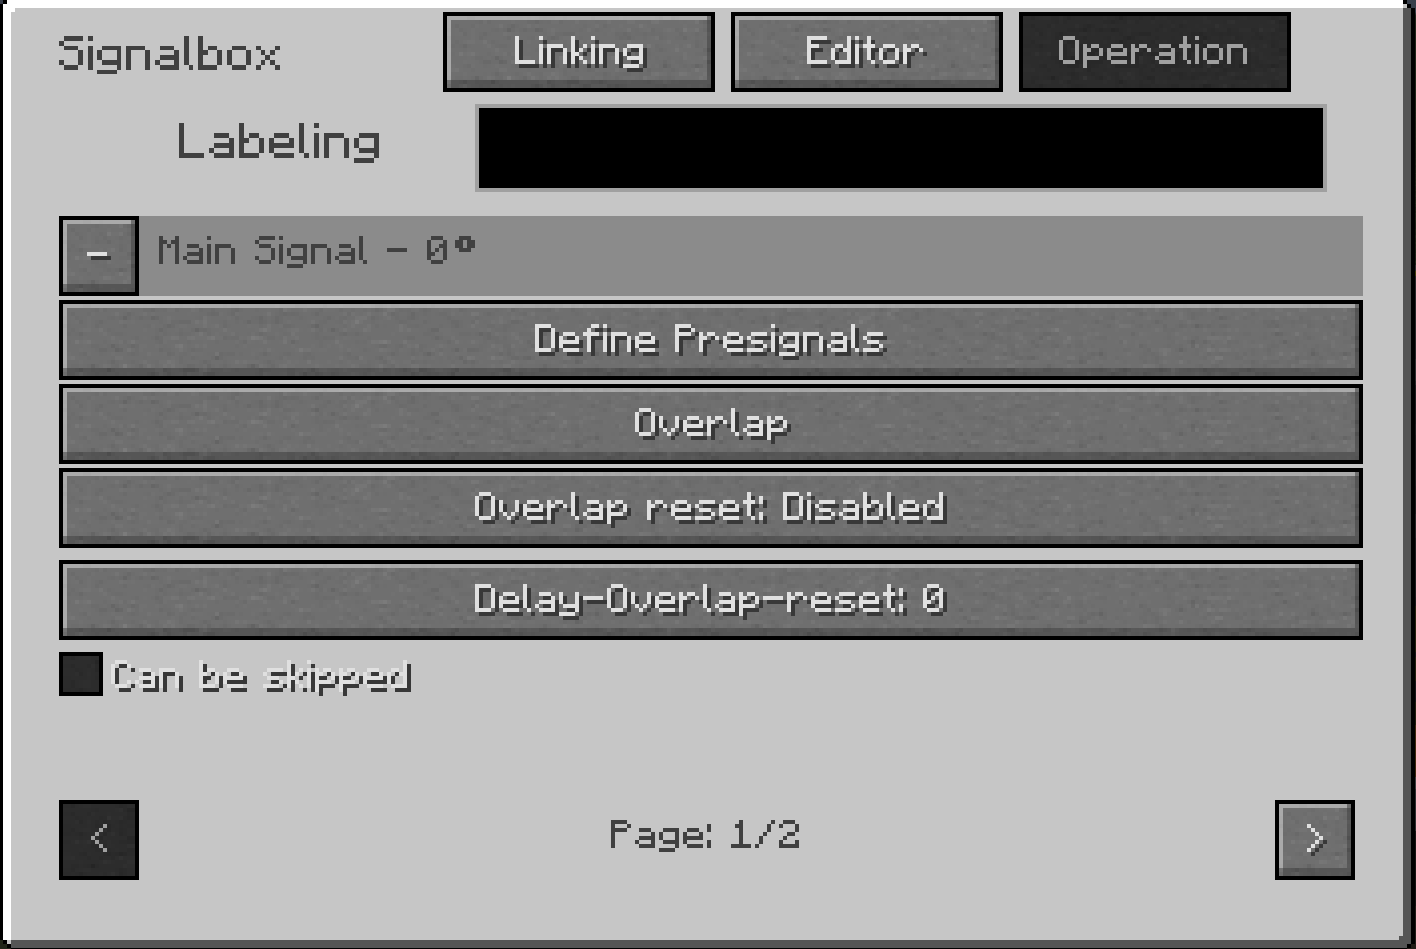 Signalbox Linking Editor Operation
Labeling
- Main Signal - 0°
Define Presignals
Overlap
Overlap reset: Disabled
Delay-Overlap-reset: 0
Can be skipped
< Page: 1/2 >